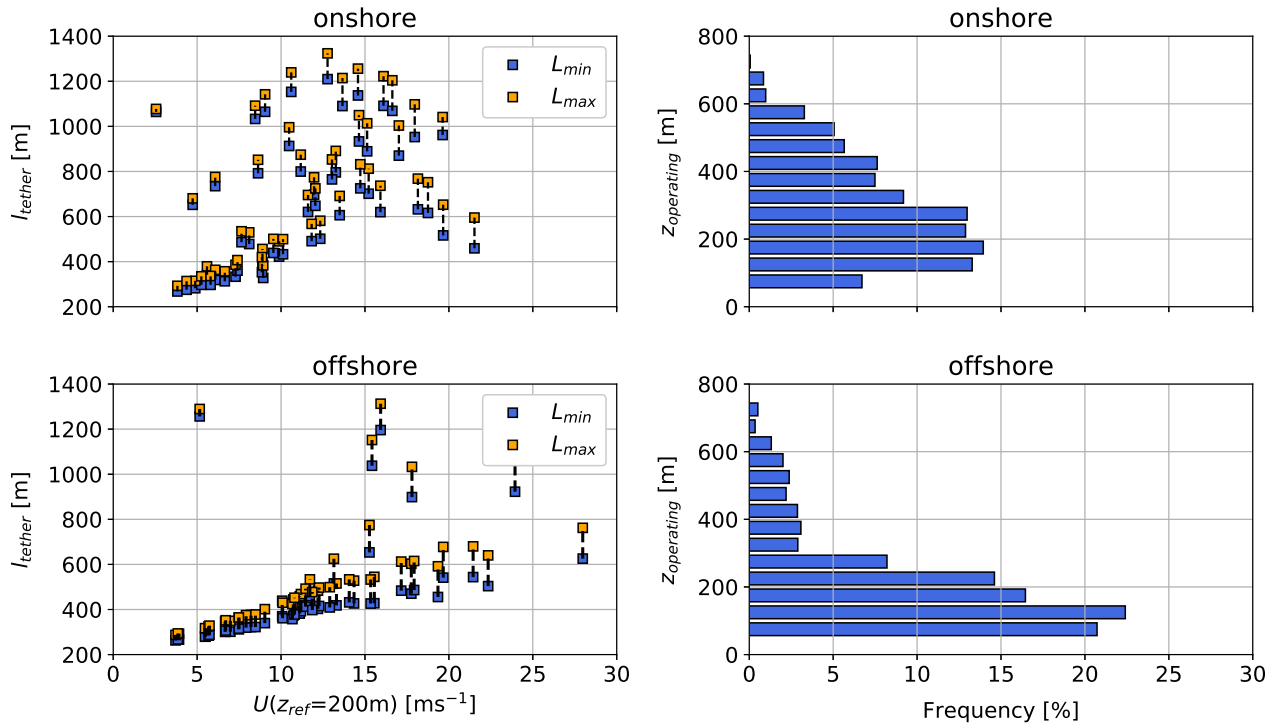 onshore
1400
1200
1000
800
600
400
200
l_tether [m]
L_min
L_max
onshore
800
600
400
200
0
z_operating [m]
offshore
1400
1200
1000
800
600
400
200
l_tether [m]
L_min
L_max
0 5 10 15 20 25 30
U(z_ref=200m) [ms⁻¹]
offshore
800
600
400
200
0
z_operating [m]
0 5 10 15 20 25 30
Frequency [%]